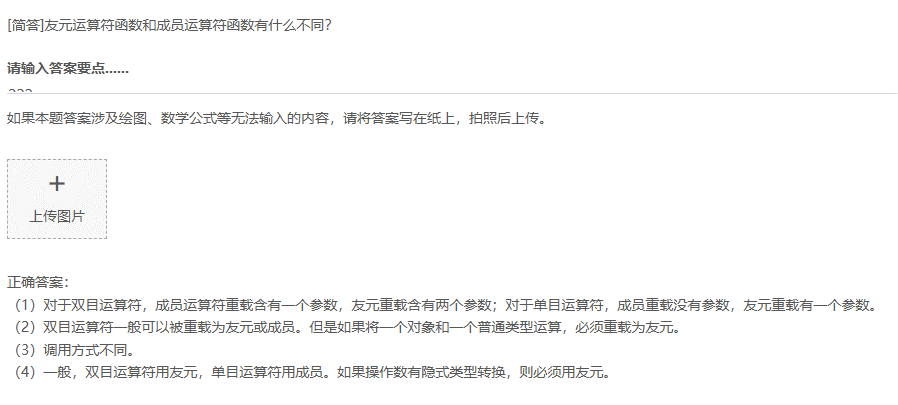 [简答]友元运算符函数和成员运算符函数有什么不同?
请输入答案要点......
如果本题答案涉及绘图、数学公式等无法输入的内容，请将答案写在纸上，拍照后上传。
+
上传图片
正确答案：
（1）对于双目运算符，成员运算符重载含有一个参数，友元重载含有两个参数；对于单目运算符，成员重载没有参数，友元重载有一个参数。
（2）双目运算符一般可以被重载为友元或成员。但是如果将一个对象和一个普通类型运算，必须重载为友元。
（3）调用方式不同。
（4）一般，双目运算符用友元，单目运算符用成员。如果操作数有隐式类型转换，则必须用友元。